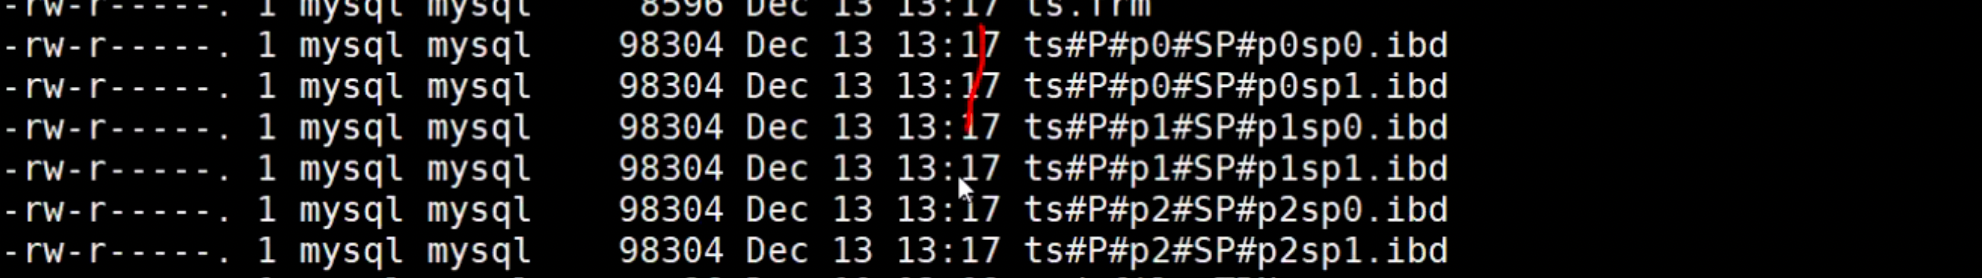 -rw-r-----. 1 mysql mysql 8596 Dec 13 13:17 ts.frm
-rw-r-----. 1 mysql mysql 98304 Dec 13 13:17 ts#P#p0#SP#p0sp0.ibd
-rw-r-----. 1 mysql mysql 98304 Dec 13 13:17 ts#P#p0#SP#p0sp1.ibd
-rw-r-----. 1 mysql mysql 98304 Dec 13 13:17 ts#P#p1#SP#p1sp0.ibd
-rw-r-----. 1 mysql mysql 98304 Dec 13 13:17 ts#P#p1#SP#p1sp1.ibd
-rw-r-----. 1 mysql mysql 98304 Dec 13 13:17 ts#P#p2#SP#p2sp0.ibd
-rw-r-----. 1 mysql mysql 98304 Dec 13 13:17 ts#P#p2#SP#p2sp1.ibd